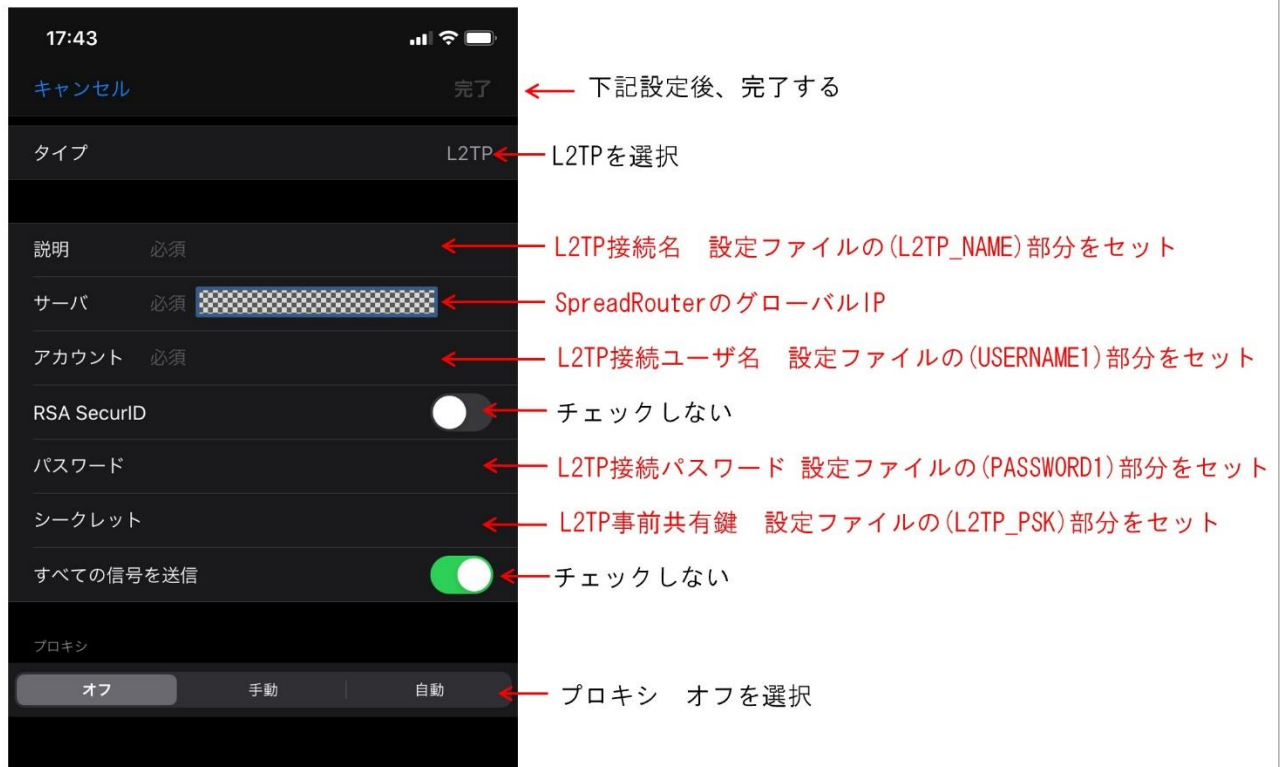 17:43
キャンセル 完了 下記設定後、完了する
タイプ L2TP L2TPを選択
説明 必須 L2TP接続名 設定ファイルの(L2TP_NAME)部分をセット
サーバ 必須 SpreadRouterのグローバルIP
アカウント 必須 L2TP接続ユーザ名 設定ファイルの(USERNAME1)部分をセット
RSA SecurID チェックしない
パスワード L2TP接続パスワード 設定ファイルの(PASSWORD1)部分をセット
シークレット L2TP事前共有鍵 設定ファイルの(L2TP_PSK)部分をセット
すべての信号を送信 チェックしない
プロキシ
オフ 手動 自動 プロキシ オフを選択